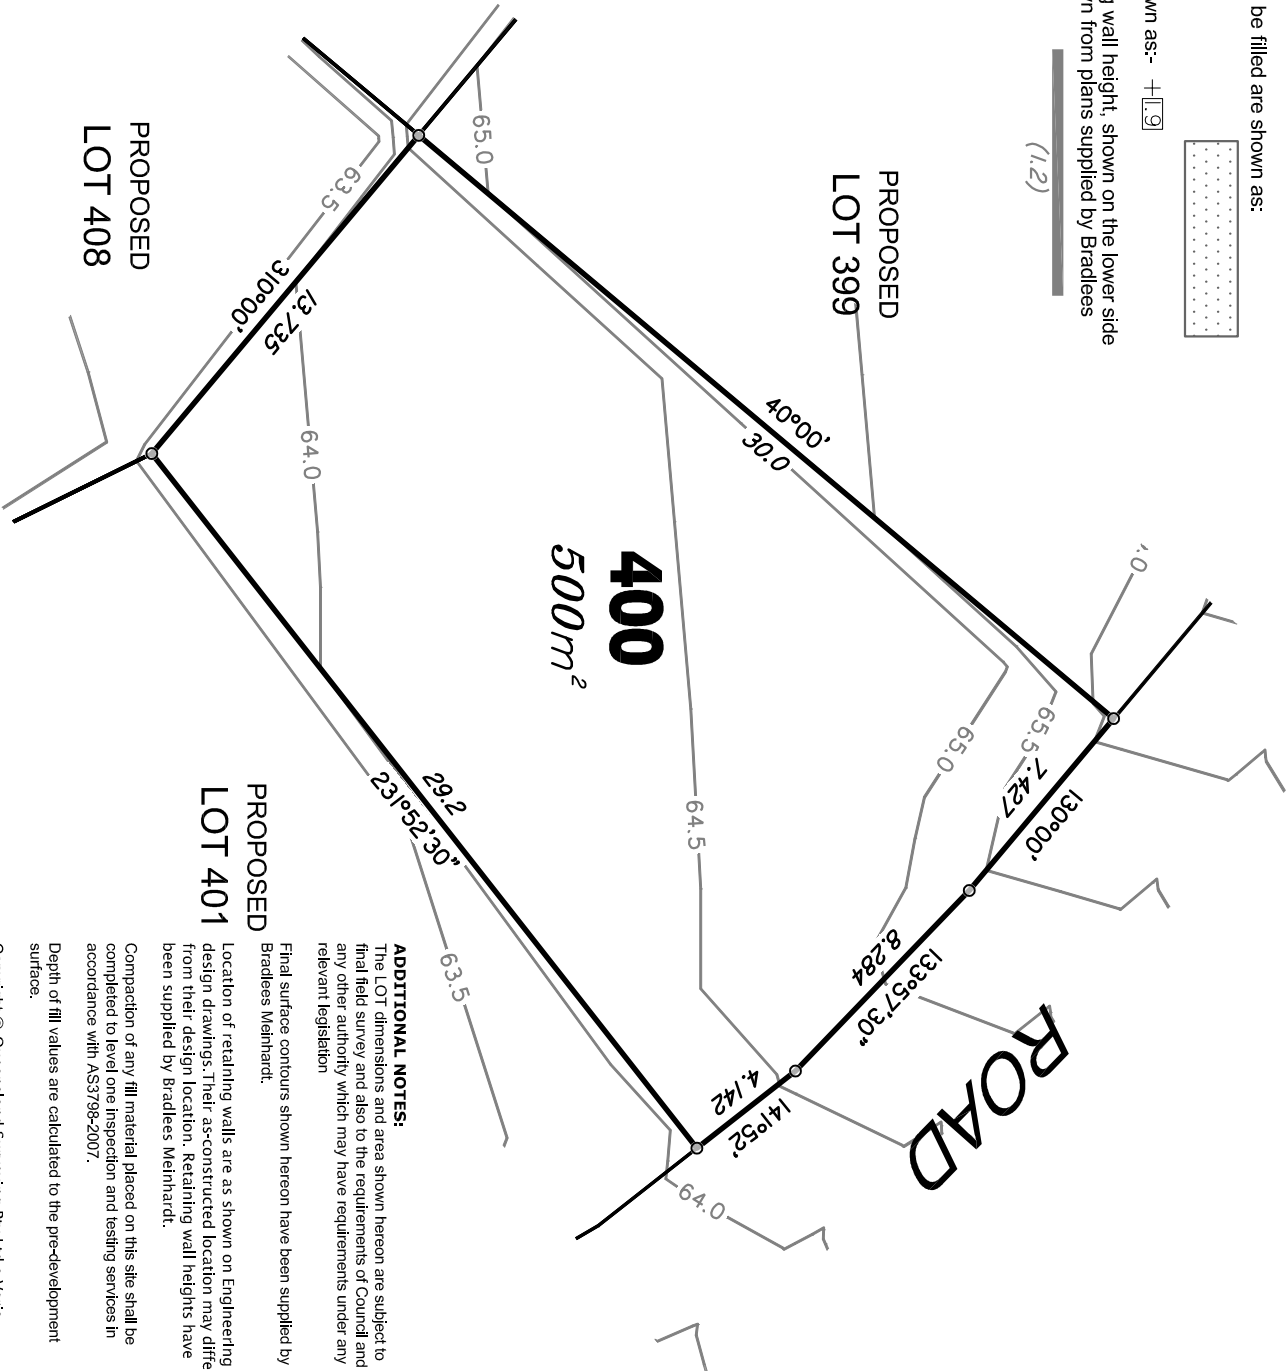 be filled are shown as:
wn as:- +1.9
g wall height, shown on the lower side
n from plans supplied by Bradlees
(1.2)
PROPOSED
LOT 399
PROPOSED
LOT 408
65.0
63.5
310°00'
13.735
64.0
40°00'
30.0
400
500m²
.0
65.5
65.0
7.427
130°00'
64.5
29.2
231°52'30"
PROPOSED
LOT 401
63.5
8.284
133°57'30"
4.142
141°52'
64.0
ROAD
ADDITIONAL NOTES:
The LOT dimensions and area shown hereon are subject to
final field survey and also to the requirements of Council and
any other authority which may have requirements under any
relevant legislation
Final surface contours shown hereon have been supplied by
Bradlees Meinhardt.
Location of retaining walls are as shown on Engineering
design drawings.Their as-constructed location may diffe
from their design location. Retaining wall heights have
been supplied by Bradlees Meinhardt.
Compaction of any fill material placed on this site shall be
completed to level one inspection and testing services in
accordance with AS3798-2007.
Depth of fill values are calculated to the pre-development
surface.